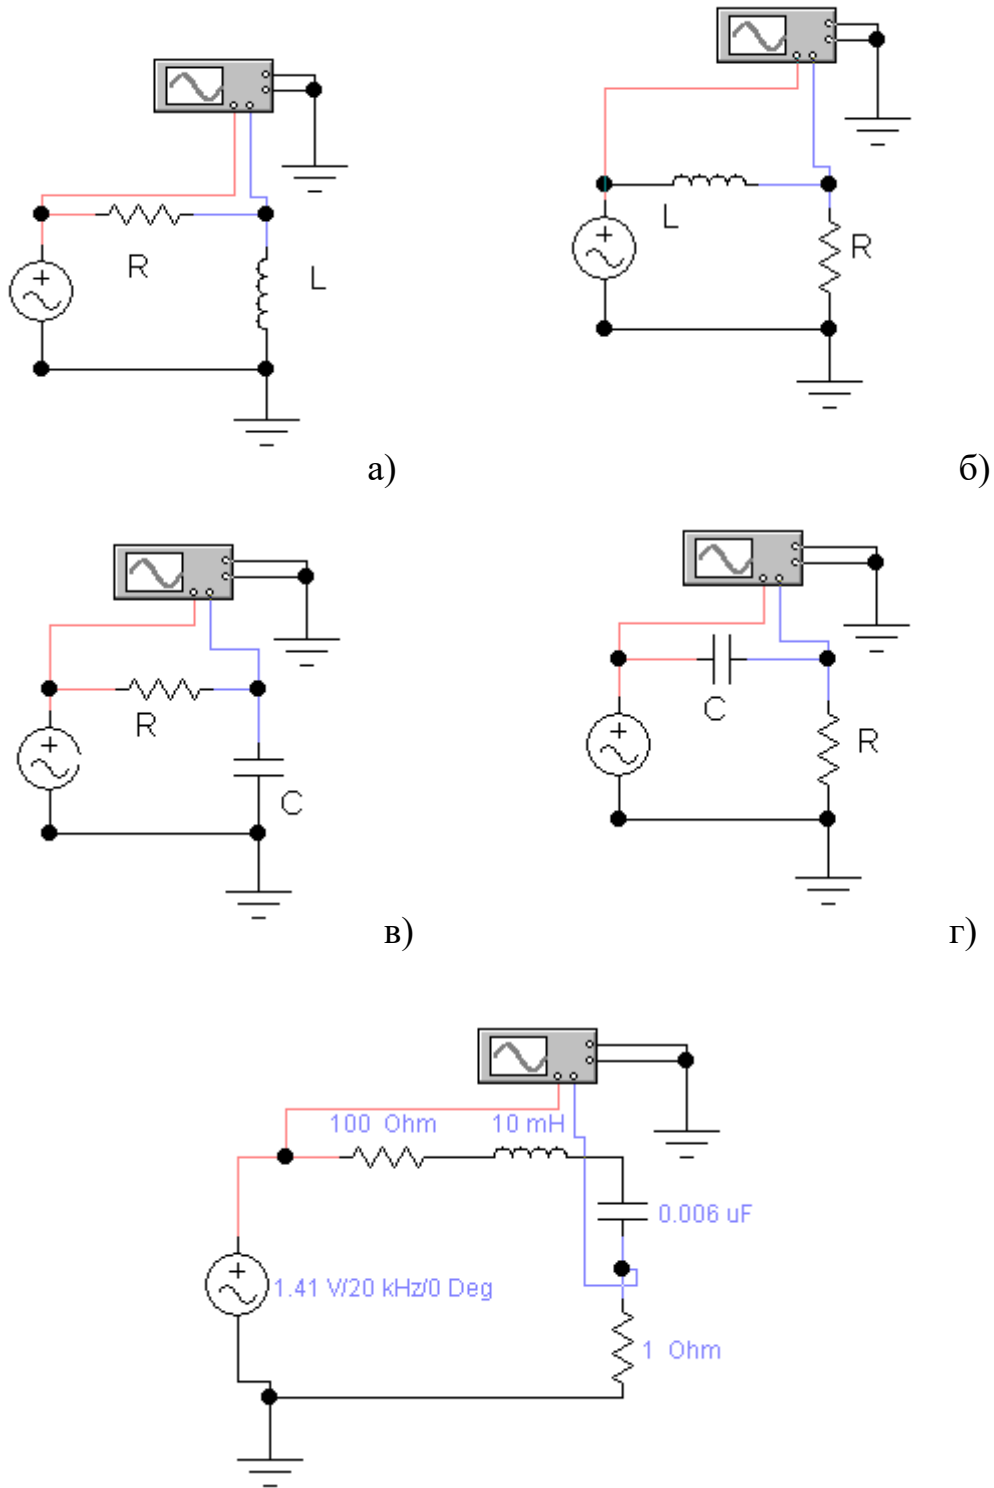 R
L
а)
L
R
б)
R
C
в)
C
R
г)
100 Ohm 10 mH
0.006 uF
1.41 V/20 kHz/0 Deg
1 Ohm